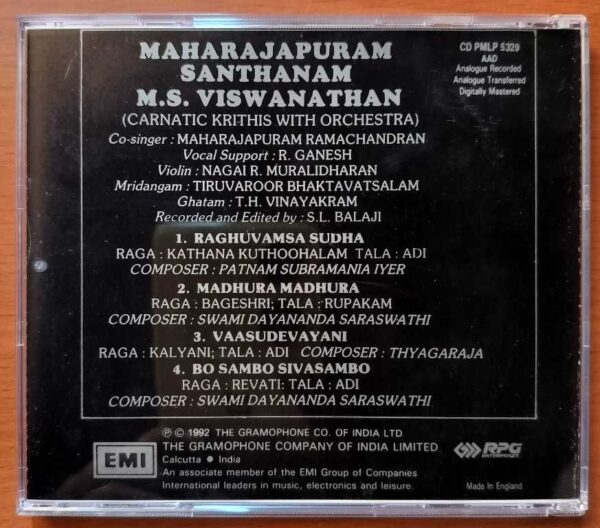 MAHARAJAPURAM
SANTHANAM
M.S. VISWANATHAN
(CARNATIC KRITHIS WITH ORCHESTRA)
CD PMLP 5329
AAD
Analogue Recorded
Analogue Transferred
Digitally Mastered
Co-singer : MAHARAJAPURAM RAMACHANDRAN
Vocal Support : R. GANESH
Violin : NAGAI R. MURALIDHARAN
Mridangam : TIRUVAROOR BHAKTAVATSALAM
Ghatam : T.H. VINAYAKRAM
Recorded and Edited by : S.L. BALAJI
1. RAGHUVAMSA SUDHA
RAGA : KATHANA KUTHOOHALAM TALA : ADI
COMPOSER : PATNAM SUBRAMANIA IYER
2. MADHURA MADHURA
RAGA : BAGESHRI; TALA : RUPAKAM
COMPOSER : SWAMI DAYANANDA SARASWATHI
3. VAASUDEVAYANI
RAGA : KALYANI; TALA : ADI COMPOSER : THYAGARAJA
4. BO SAMBO SIVASAMBO
RAGA : REVATI: TALA : ADI
COMPOSER : SWAMI DAYANANDA SARASWATHI
℗ © 1992 THE GRAMOPHONE CO. OF INDIA LTD
THE GRAMOPHONE COMPANY OF INDIA LIMITED
Calcutta • India
An associate member of the EMI Group of Companies
International leaders in music, electronics and leisure.
EMI
RPG
ENTERPRISES
Made in England